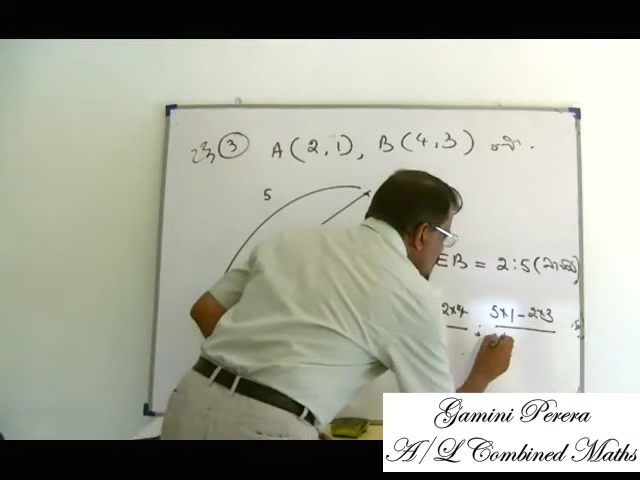 ③ A(2,1), B(4,3) නම්.
5
EB = 2:5 (බාහිර)
2×4 , 5×1 - 2×3
Gamini Perera
A/L Combined Maths